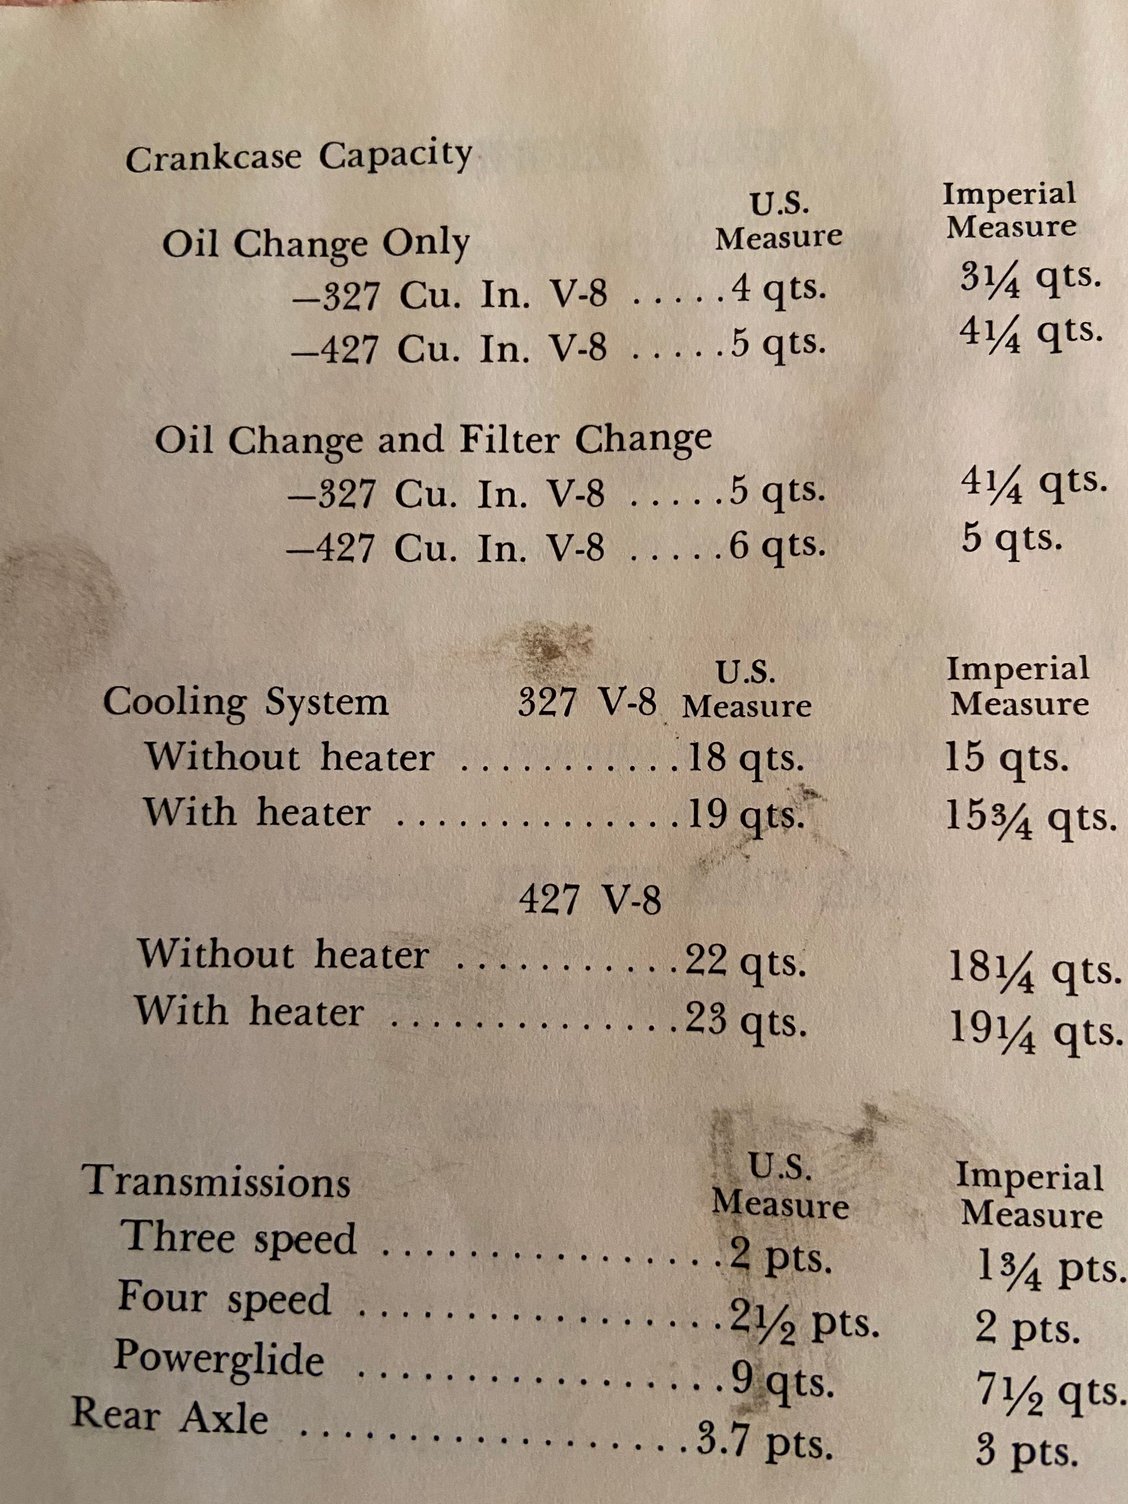 Crankcase Capacity
U.S. Imperial
Oil Change Only Measure Measure
—327 Cu. In. V-8 .....4 qts. 3¼ qts.
—427 Cu. In. V-8 .....5 qts. 4¼ qts.
Oil Change and Filter Change
—327 Cu. In. V-8 .....5 qts. 4¼ qts.
—427 Cu. In. V-8 .....6 qts. 5 qts.
U.S. Imperial
Cooling System 327 V-8 Measure Measure
Without heater ...........18 qts. 15 qts.
With heater ..............19 qts. 15¾ qts.
427 V-8
Without heater ...........22 qts. 18¼ qts.
With heater ..............23 qts. 19¼ qts.
U.S. Imperial
Transmissions Measure Measure
Three speed .................2 pts. 1¾ pts.
Four speed ..................2½ pts. 2 pts.
Powerglide ..................9 qts. 7½ qts.
Rear Axle ...................3.7 pts. 3 pts.